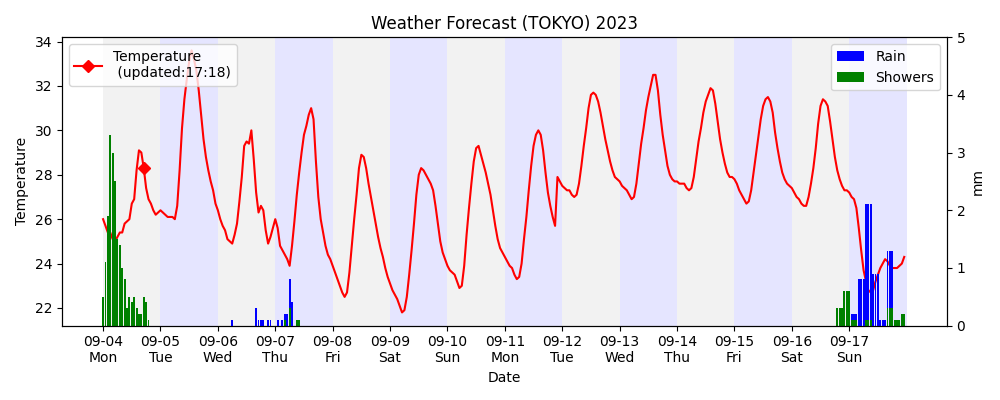 Weather Forecast (TOKYO) 2023
Temperature
(updated:17:18)
Rain
Showers
34
32
30
28
26
24
22
Temperature
5
4
3
2
1
0
mm
09-04 09-05 09-06 09-07 09-08 09-09 09-10 09-11 09-12 09-13 09-14 09-15 09-16 09-17
Mon Tue Wed Thu Fri Sat Sun Mon Tue Wed Thu Fri Sat Sun
Date